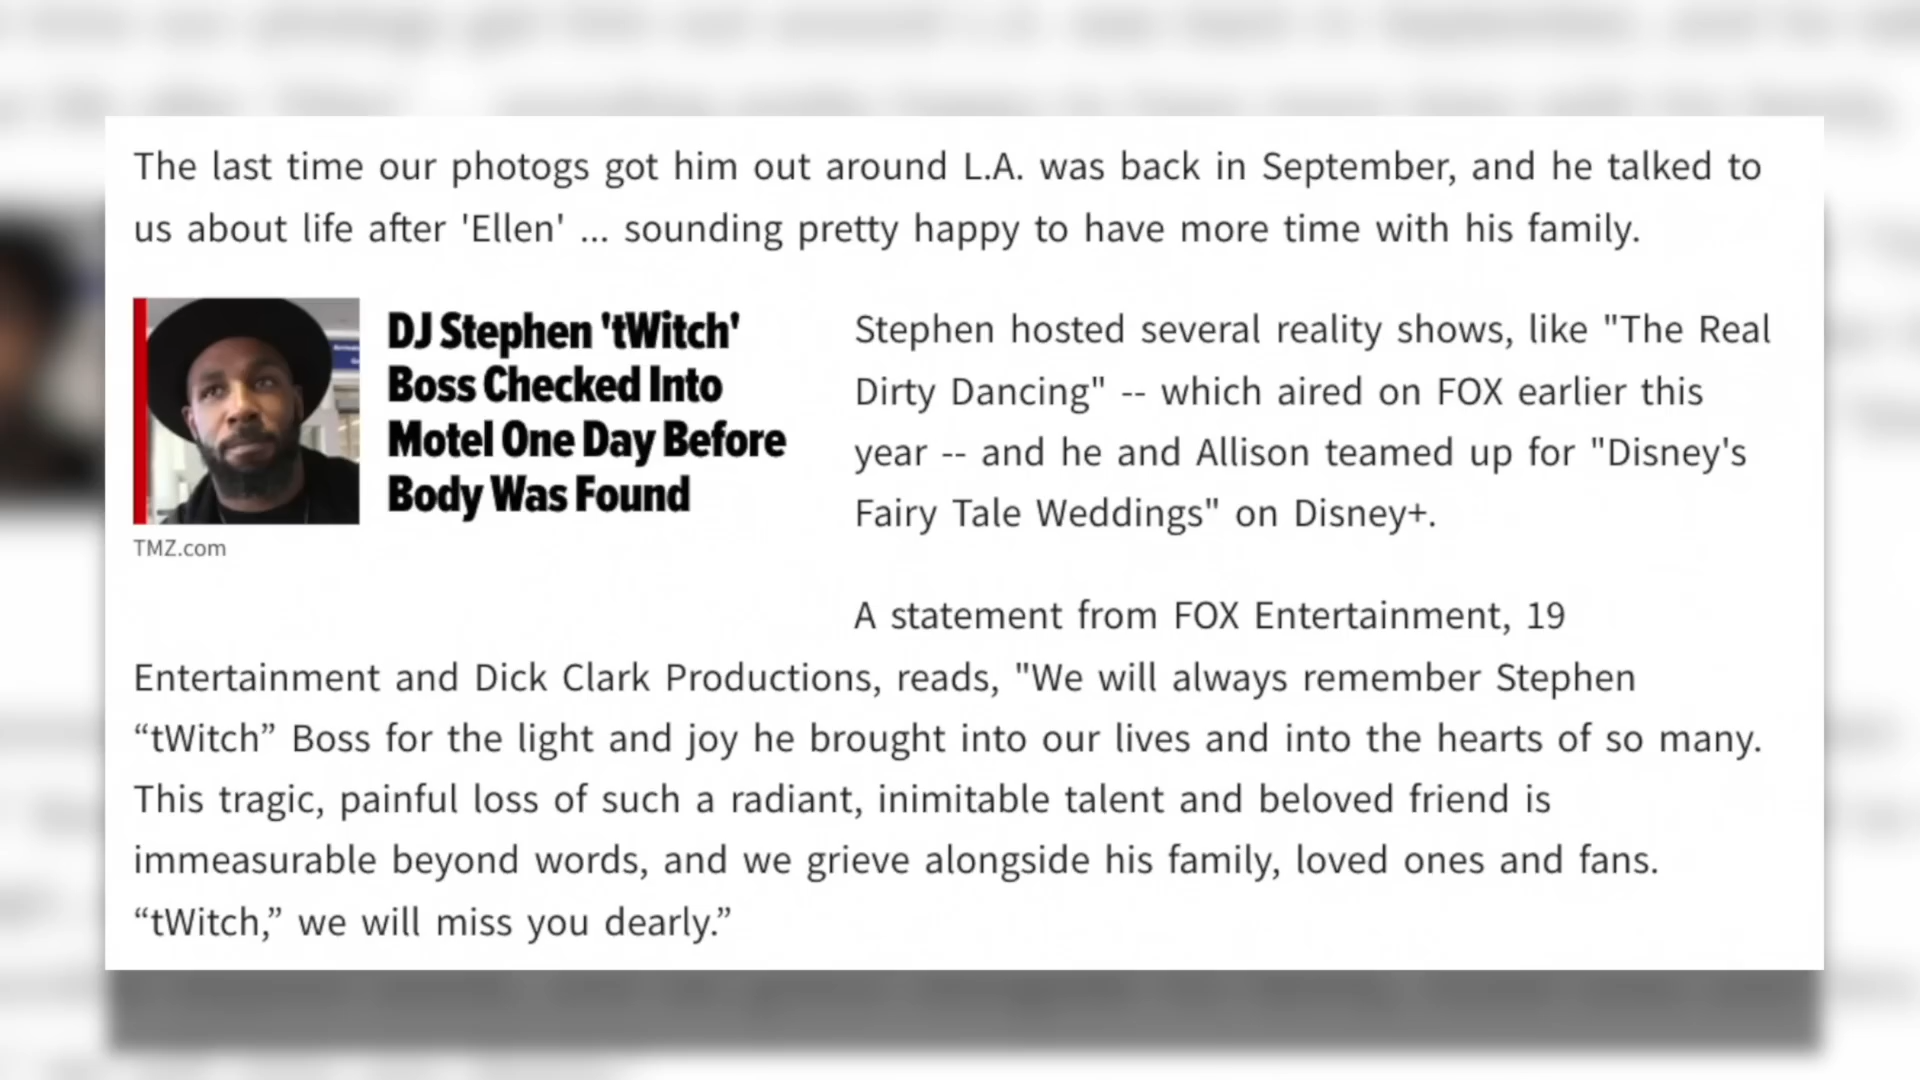 The last time our photogs got him out around L.A. was back in September, and he talked to
us about life after 'Ellen' ... sounding pretty happy to have more time with his family.
DJ Stephen 'tWitch'
Boss Checked Into
Motel One Day Before
Body Was Found
TMZ.com
Stephen hosted several reality shows, like "The Real
Dirty Dancing" -- which aired on FOX earlier this
year -- and he and Allison teamed up for "Disney's
Fairy Tale Weddings" on Disney+.
A statement from FOX Entertainment, 19
Entertainment and Dick Clark Productions, reads, "We will always remember Stephen
“tWitch” Boss for the light and joy he brought into our lives and into the hearts of so many.
This tragic, painful loss of such a radiant, inimitable talent and beloved friend is
immeasurable beyond words, and we grieve alongside his family, loved ones and fans.
“tWitch,” we will miss you dearly.”